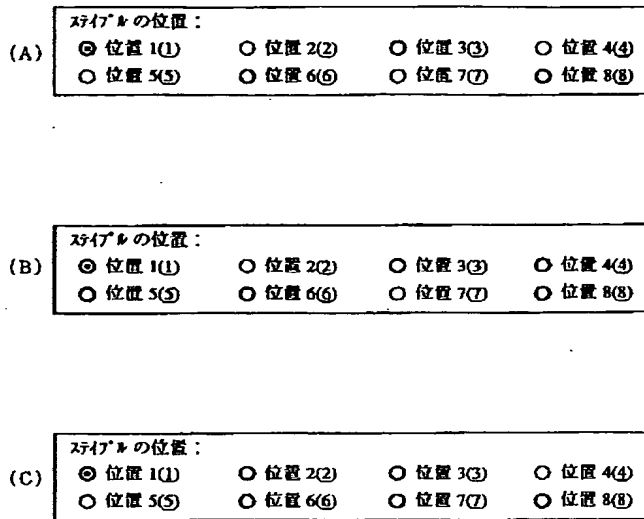 ステイプルの位置：
(A)
位置 1(1) 位置 2(2) 位置 3(3) 位置 4(4)
位置 5(5) 位置 6(6) 位置 7(7) 位置 8(8)
ステイプルの位置：
(B)
位置 1(1) 位置 2(2) 位置 3(3) 位置 4(4)
位置 5(5) 位置 6(6) 位置 7(7) 位置 8(8)
ステイプルの位置：
(C)
位置 1(1) 位置 2(2) 位置 3(3) 位置 4(4)
位置 5(5) 位置 6(6) 位置 7(7) 位置 8(8)